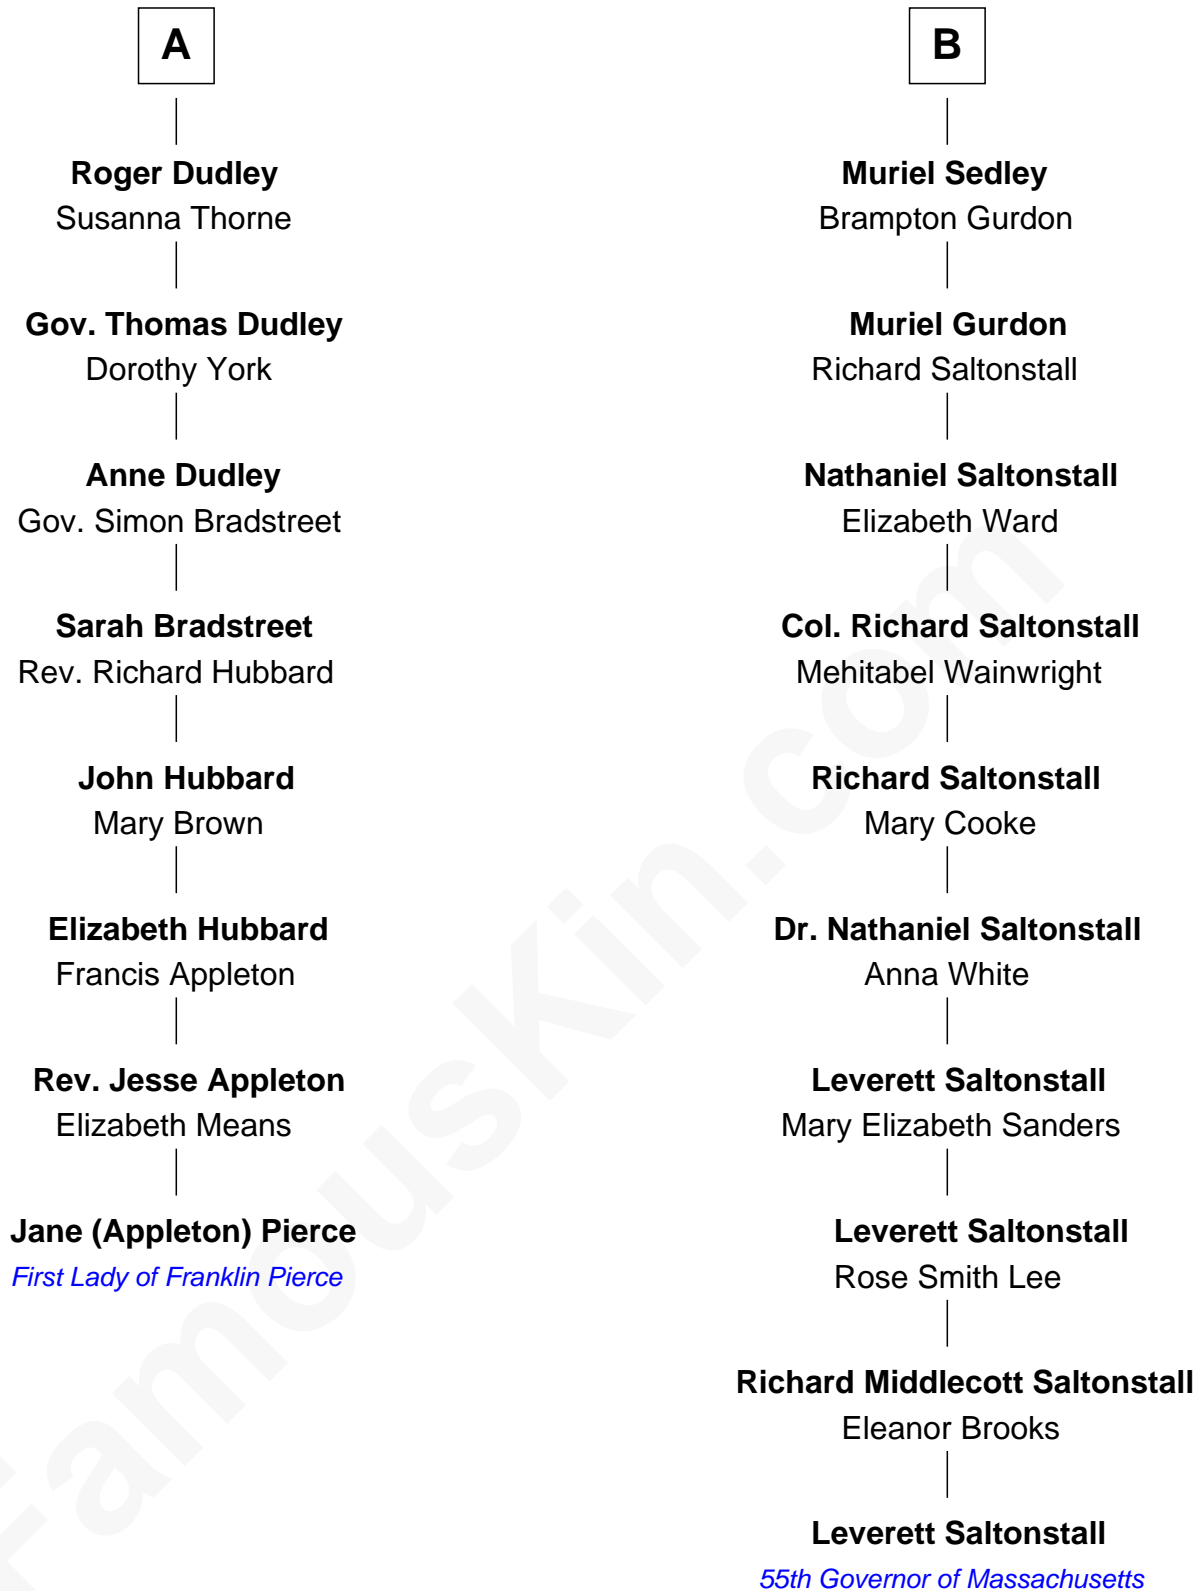 A
Roger Dudley
Susanna Thorne
Gov. Thomas Dudley
Dorothy York
Anne Dudley
Gov. Simon Bradstreet
Sarah Bradstreet
Rev. Richard Hubbard
John Hubbard
Mary Brown
Elizabeth Hubbard
Francis Appleton
Rev. Jesse Appleton
Elizabeth Means
Jane (Appleton) Pierce
First Lady of Franklin Pierce
B
Muriel Sedley
Brampton Gurdon
Muriel Gurdon
Richard Saltonstall
Nathaniel Saltonstall
Elizabeth Ward
Col. Richard Saltonstall
Mehitabel Wainwright
Richard Saltonstall
Mary Cooke
Dr. Nathaniel Saltonstall
Anna White
Leverett Saltonstall
Mary Elizabeth Sanders
Leverett Saltonstall
Rose Smith Lee
Richard Middlecott Saltonstall
Eleanor Brooks
Leverett Saltonstall
55th Governor of Massachusetts
FamousKin.com